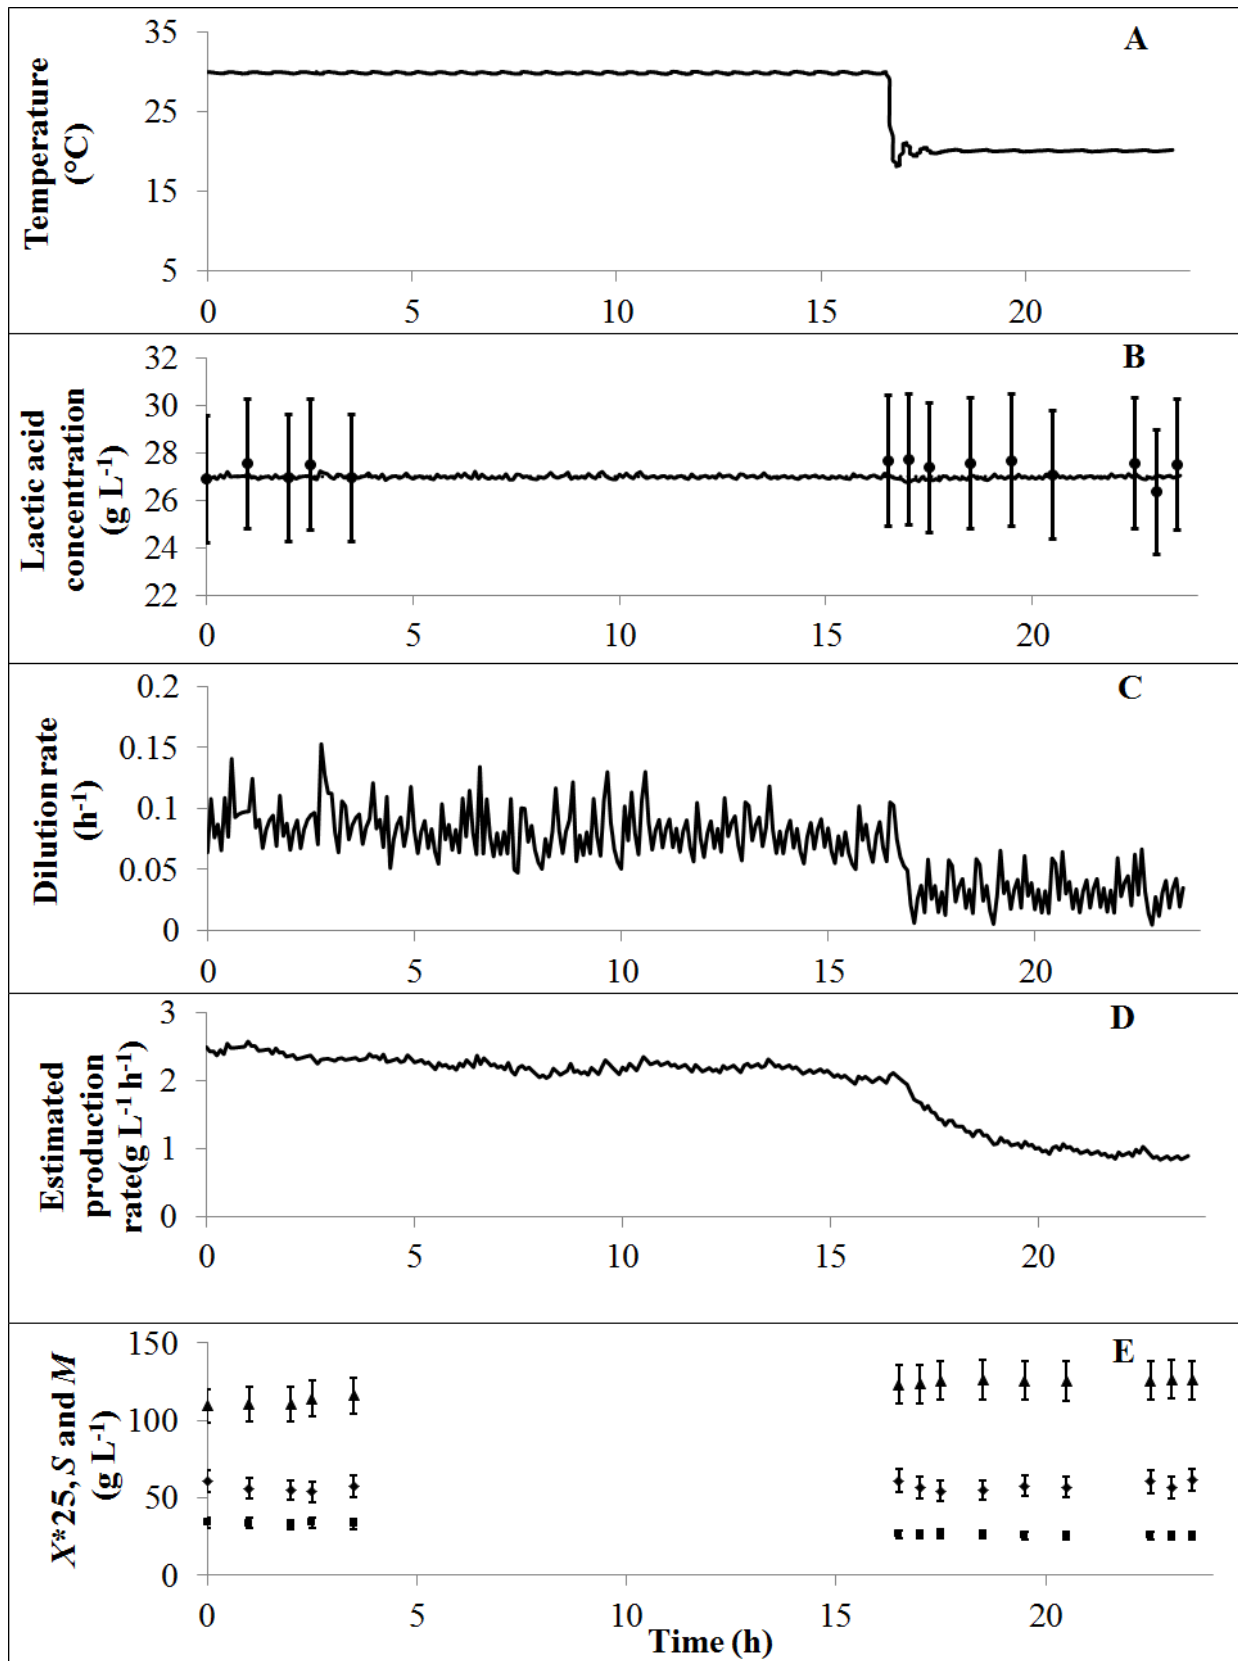 A
35
25
15
5
Temperature
(°C)
0 5 10 15 20
B
32
30
28
26
24
22
Lactic acid
concentration
(g L-1)
0 5 10 15 20
C
0.2
0.15
0.1
0.05
0
Dilution rate
(h-1)
0 5 10 15 20
D
3
2
1
0
Estimated
production
rate(g L-1 h-1)
0 5 10 15 20
E
150
100
50
0
X*25, S and M
(g L-1)
0 5 10 15 20
Time (h)